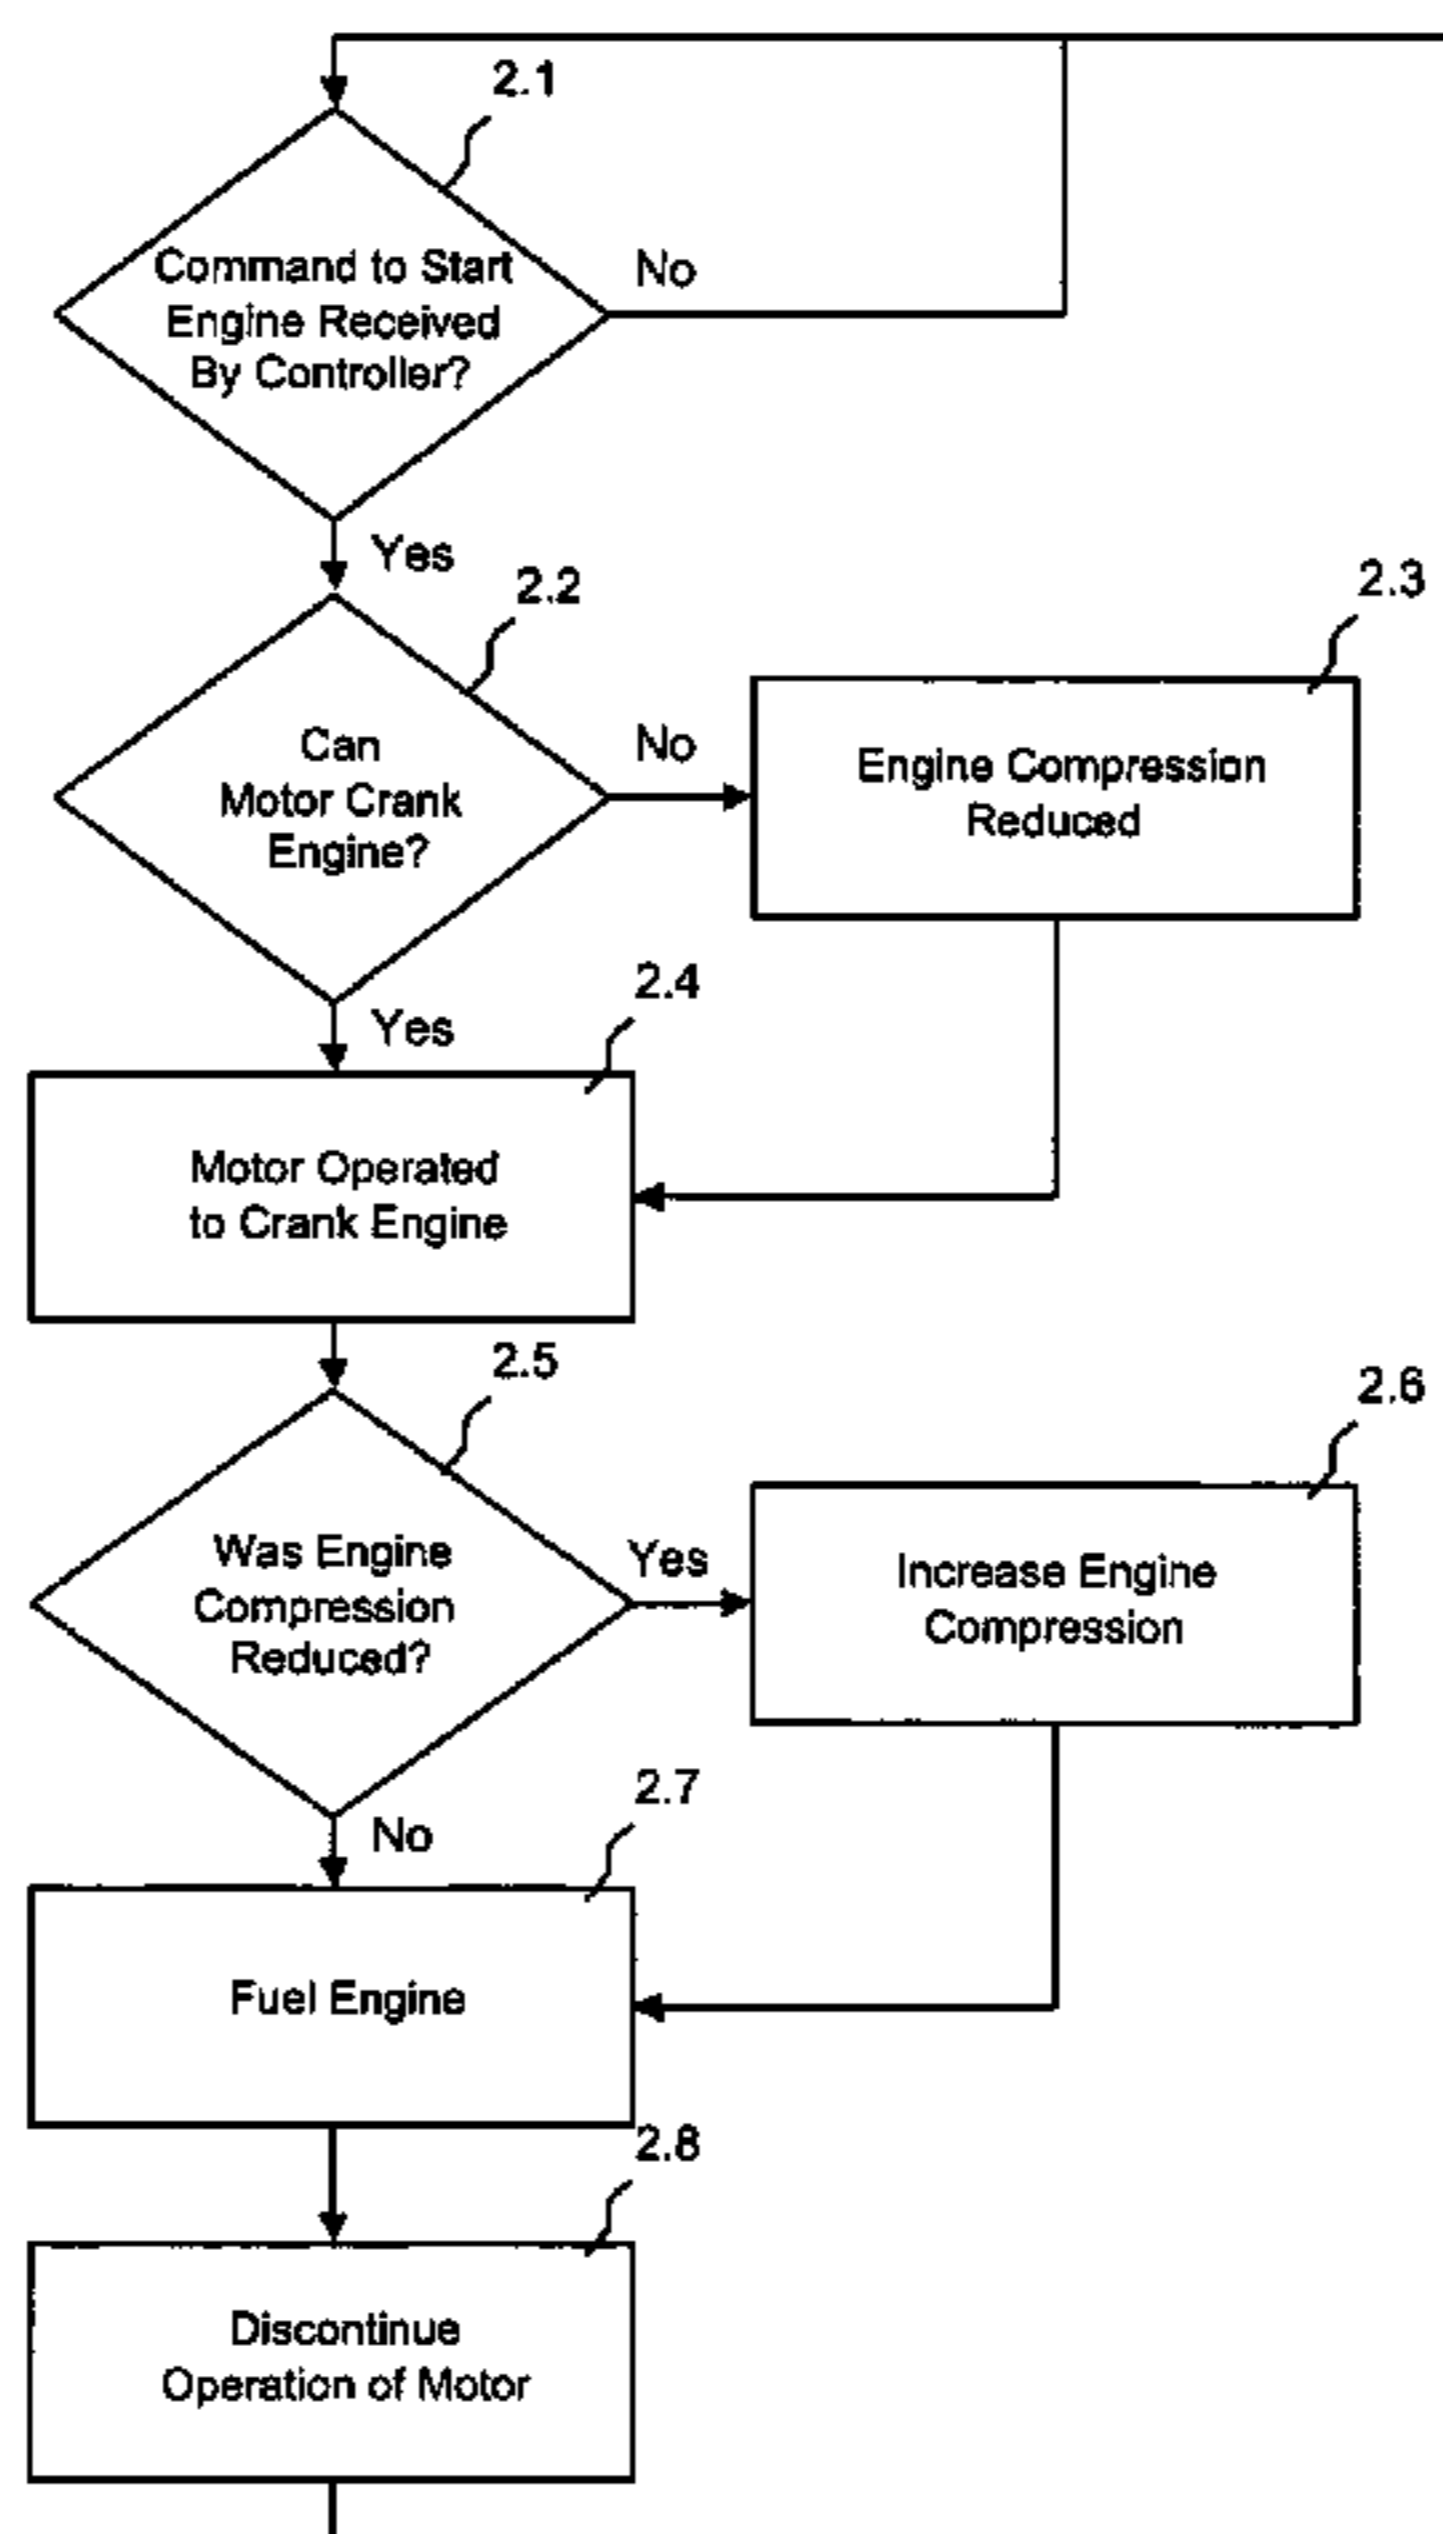 2.1
Command to Start
Engine Received
By Controller?
No
Yes
2.2
Can
Motor Crank
Engine?
No
2.3
Engine Compression
Reduced
Yes
2.4
Motor Operated
to Crank Engine
2.5
Was Engine
Compression
Reduced?
Yes
2.6
Increase Engine
Compression
No
2.7
Fuel Engine
2.8
Discontinue
Operation of Motor